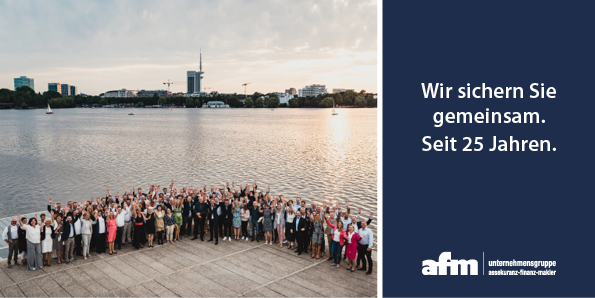 Wir sichern Sie
gemeinsam.
Seit 25 Jahren.
afm
unternehmensgruppe
assekuranz-finanz-makler